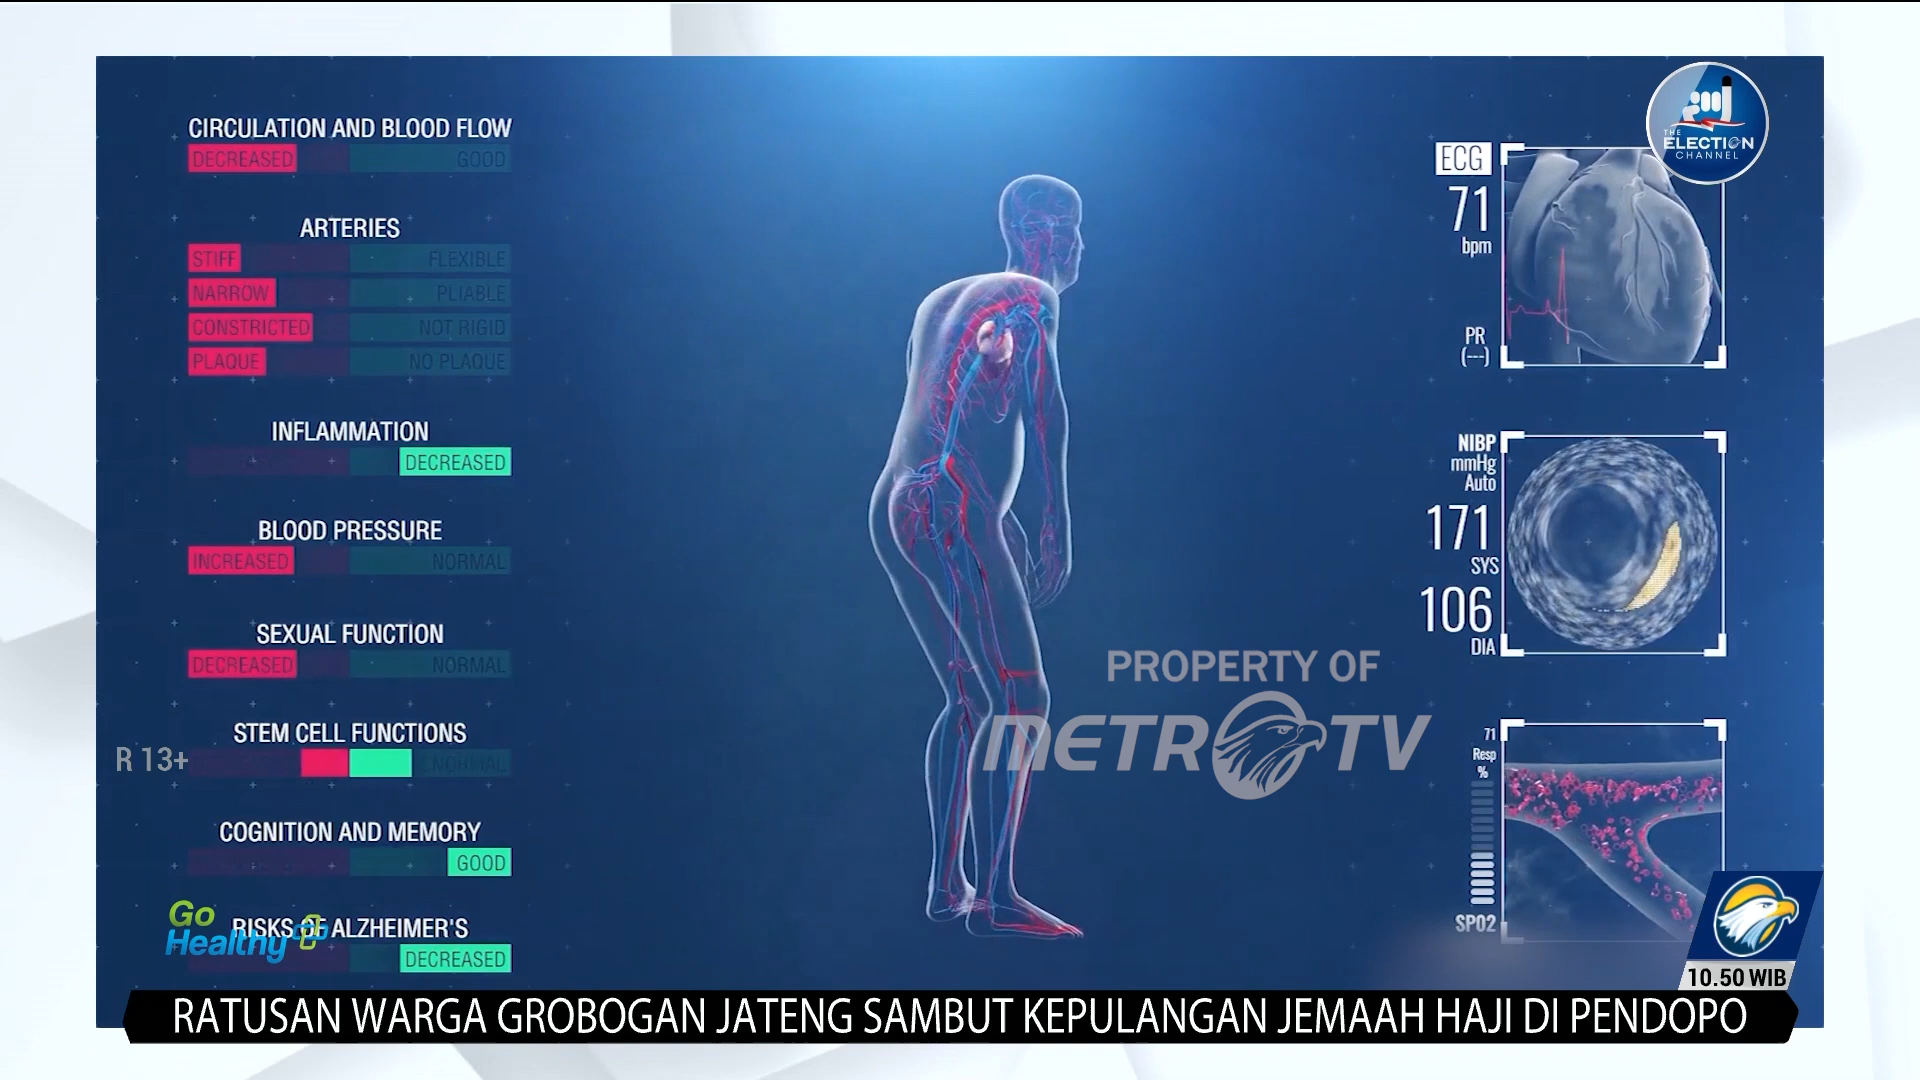 CIRCULATION AND BLOOD FLOW
DECREASED GOOD
ARTERIES
STIFF FLEXIBLE
NARROW PLIABLE
CONSTRICTED NOT RIGID
PLAQUE NO PLAQUE
INFLAMMATION
DECREASED
BLOOD PRESSURE
INCREASED NORMAL
SEXUAL FUNCTION
DECREASED NORMAL
STEM CELL FUNCTIONS
R 13+
COGNITION AND MEMORY
GOOD
RISKS OF ALZHEIMER'S
DECREASED
Go
Healthy
THE
ELECTION
CHANNEL
ECG
71
bpm
PR
(---)
NIBP
mmHg
Auto
171
SYS
106
DIA
71
Resp
%
SPO2
PROPERTY OF
METRO TV
10.50 WIB
RATUSAN WARGA GROBOGAN JATENG SAMBUT KEPULANGAN JEMAAH HAJI DI PENDOPO